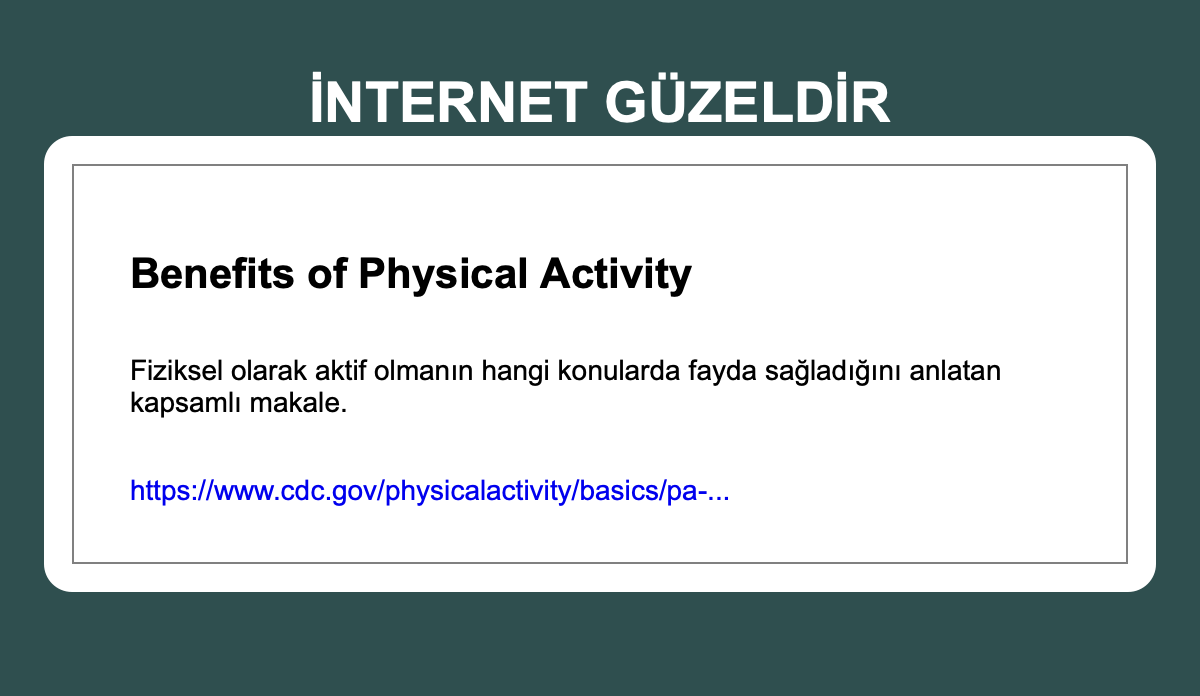 İNTERNET GÜZELDİR
Benefits of Physical Activity
Fiziksel olarak aktif olmanın hangi konularda fayda sağladığını anlatan
kapsamlı makale.
https://www.cdc.gov/physicalactivity/basics/pa-...